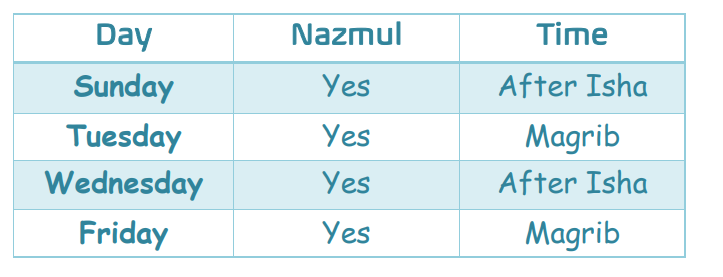 Day Nazmul Time
Sunday Yes After Isha
Tuesday Yes Magrib
Wednesday Yes After Isha
Friday Yes Magrib